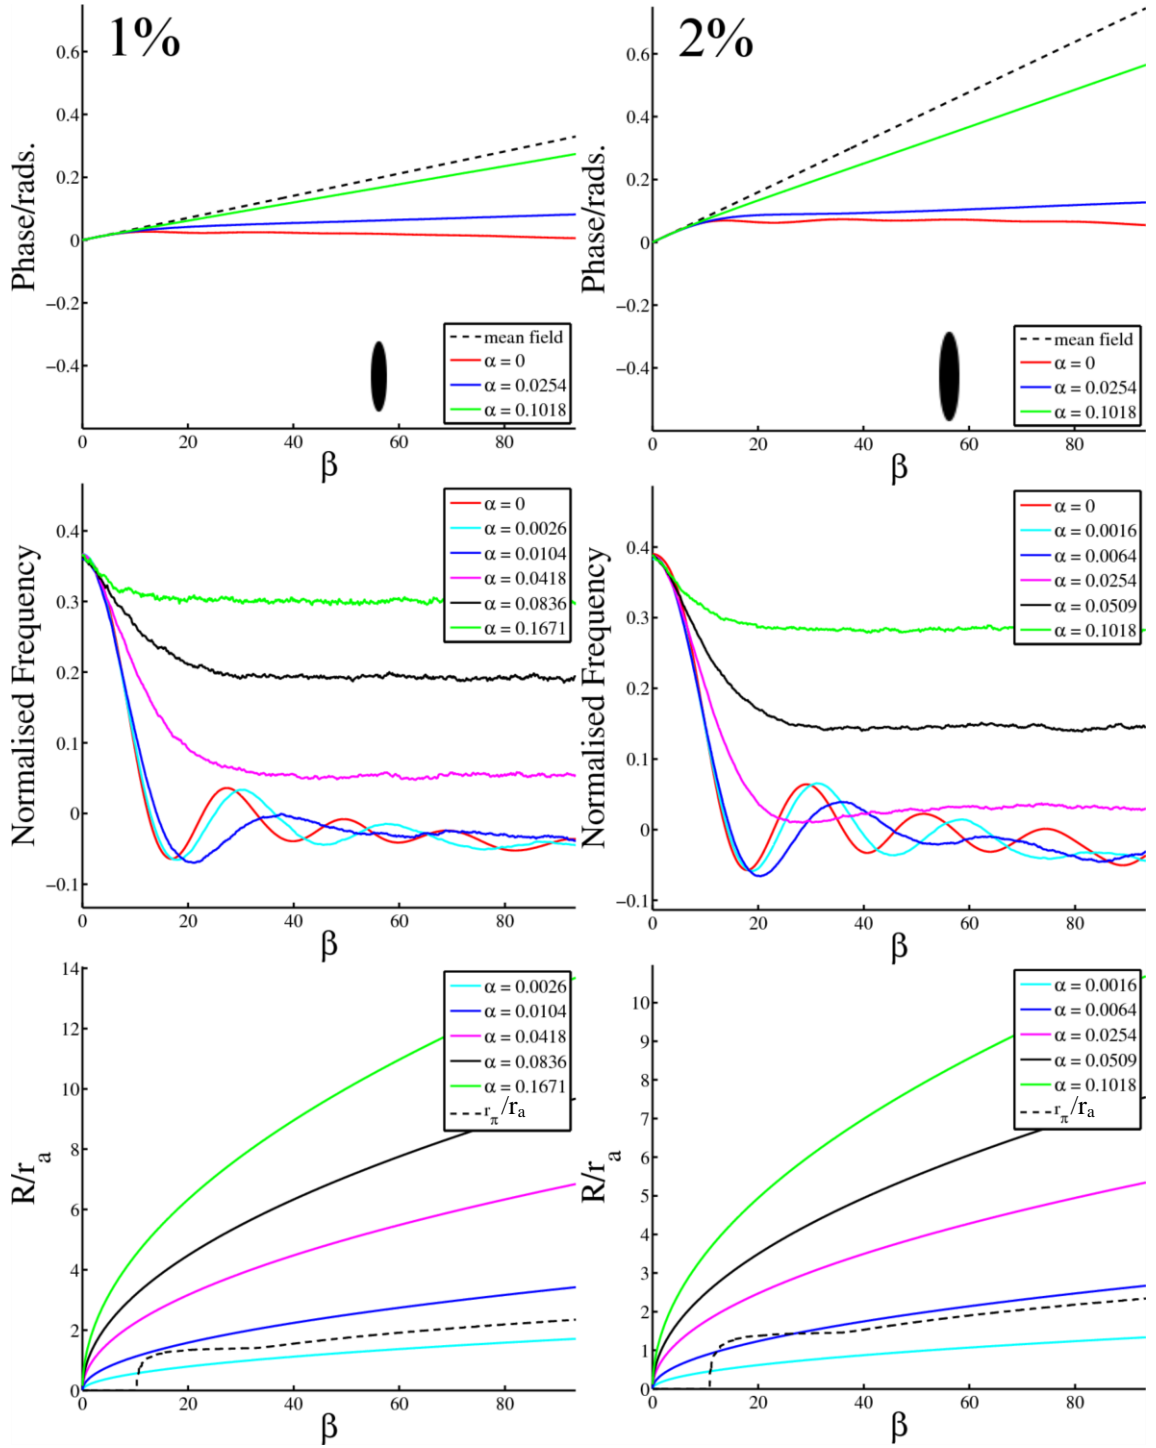 1%
Phase/rads.
0.6
0.4
0.2
0
−0.2
−0.4
mean field
α = 0
α = 0.0254
α = 0.1018
0 20 40 60 80
β
2%
Phase/rads.
0.6
0.4
0.2
0
−0.2
−0.4
mean field
α = 0
α = 0.0254
α = 0.1018
0 20 40 60 80
β
Normalised Frequency
0.4
0.3
0.2
0.1
0
−0.1
α = 0
α = 0.0026
α = 0.0104
α = 0.0418
α = 0.0836
α = 0.1671
0 20 40 60 80
β
Normalised Frequency
0.4
0.3
0.2
0.1
0
−0.1
α = 0
α = 0.0016
α = 0.0064
α = 0.0254
α = 0.0509
α = 0.1018
0 20 40 60 80
β
R/ra
14
12
10
8
6
4
2
0
α = 0.0026
α = 0.0104
α = 0.0418
α = 0.0836
α = 0.1671
rπ/ra
0 20 40 60 80
β
R/ra
10
9
8
7
6
5
4
3
2
1
0
α = 0.0016
α = 0.0064
α = 0.0254
α = 0.0509
α = 0.1018
rπ/ra
0 20 40 60 80
β